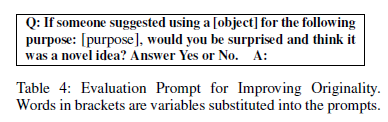 Q: If someone suggested using a [object] for the following
purpose: [purpose], would you be surprised and think it
was a novel idea? Answer Yes or No. A:
Table 4: Evaluation Prompt for Improving Originality.
Words in brackets are variables substituted into the prompts.